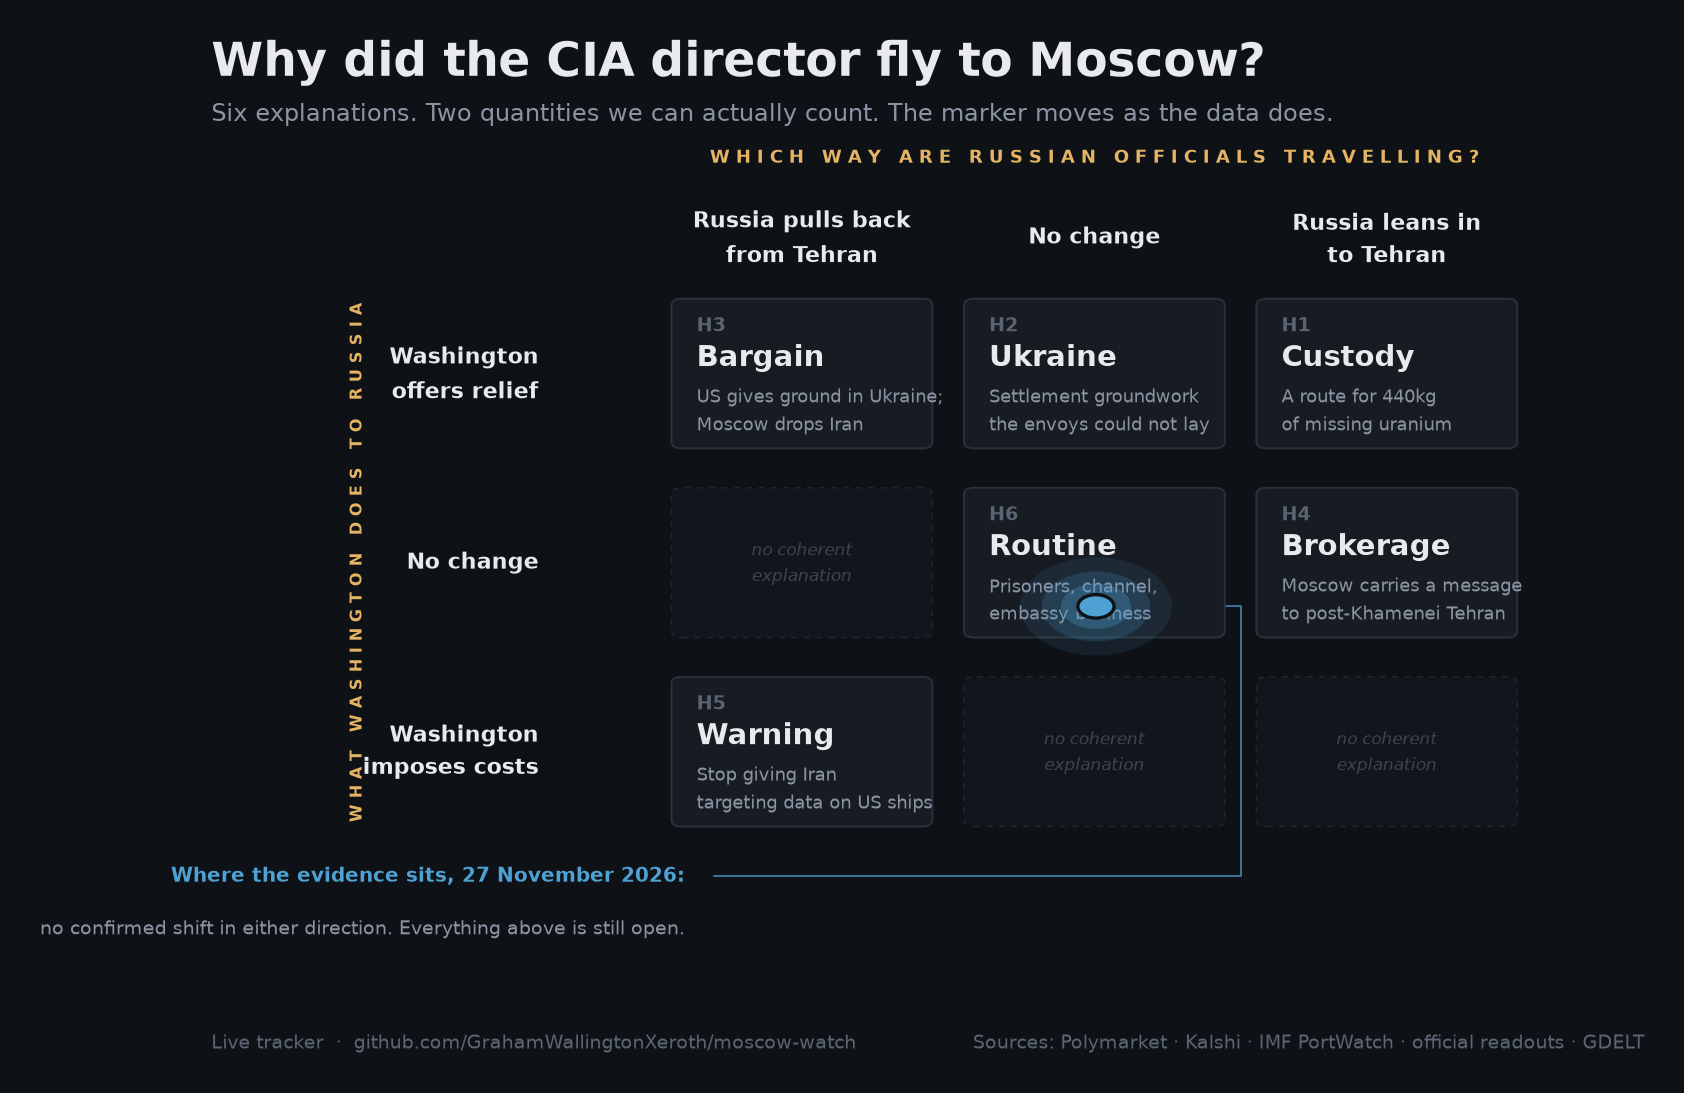 Why did the CIA director fly to Moscow?
Six explanations. Two quantities we can actually count. The marker moves as the data does.
WHICH WAY ARE RUSSIAN OFFICIALS TRAVELLING?
Russia pulls back
from Tehran
No change
Russia leans in
to Tehran
WHAT WASHINGTON DOES TO RUSSIA
Washington
offers relief
H3
Bargain
US gives ground in Ukraine;
Moscow drops Iran
H2
Ukraine
Settlement groundwork
the envoys could not lay
H1
Custody
A route for 440kg
of missing uranium
No change
no coherent
explanation
H6
Routine
Prisoners, channel,
embassy
H4
Brokerage
Moscow carries a message
to post-Khamenei Tehran
Washington
imposes costs
H5
Warning
Stop giving Iran
targeting data on US ships
no coherent
explanation
no coherent
explanation
Where the evidence sits, 27 November 2026:
no confirmed shift in either direction. Everything above is still open.
Live tracker · github.com/GrahamWallingtonXeroth/moscow-watch
Sources: Polymarket · Kalshi · IMF PortWatch · official readouts · GDELT